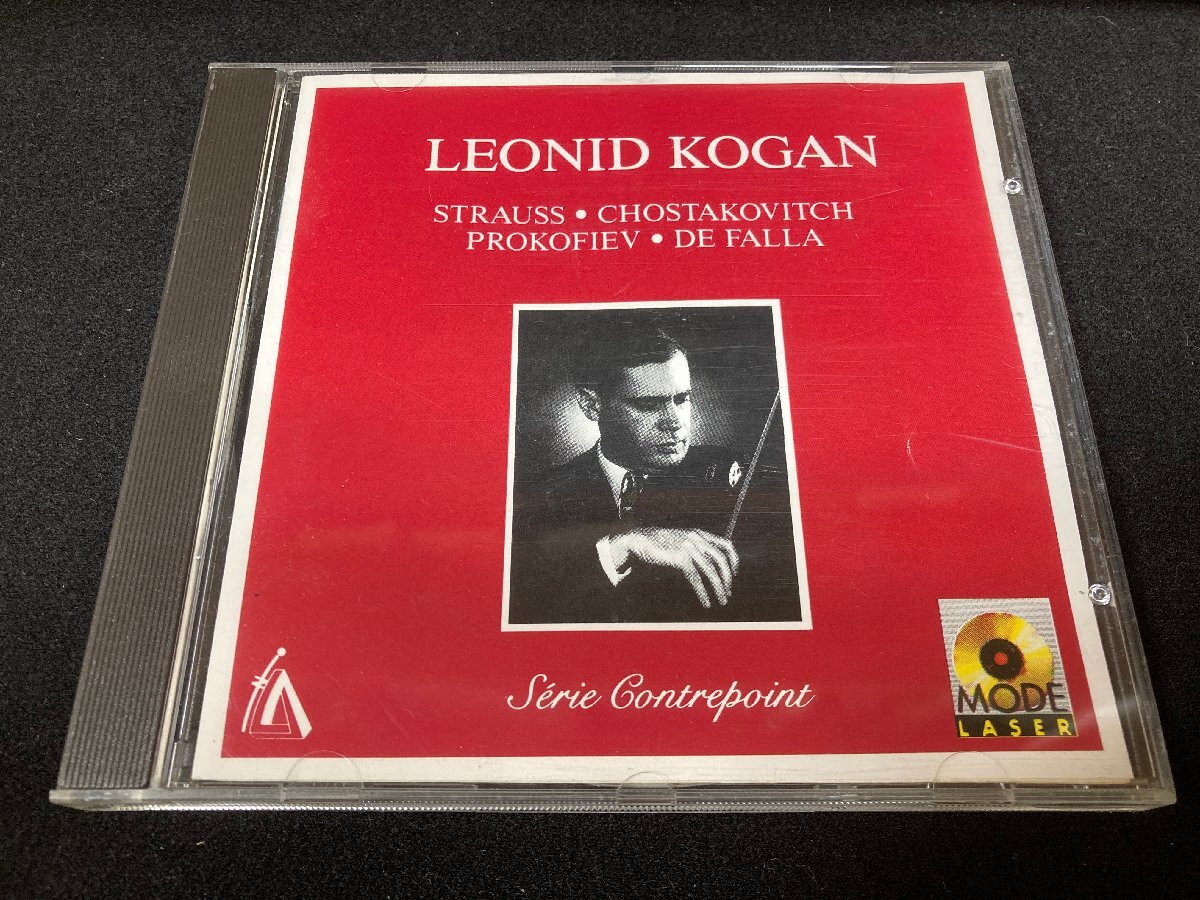 LEONID KOGAN
STRAUSS • CHOSTAKOVITCH
PROKOFIEV • DE FALLA
Série Contrepoint
MODE
LASER